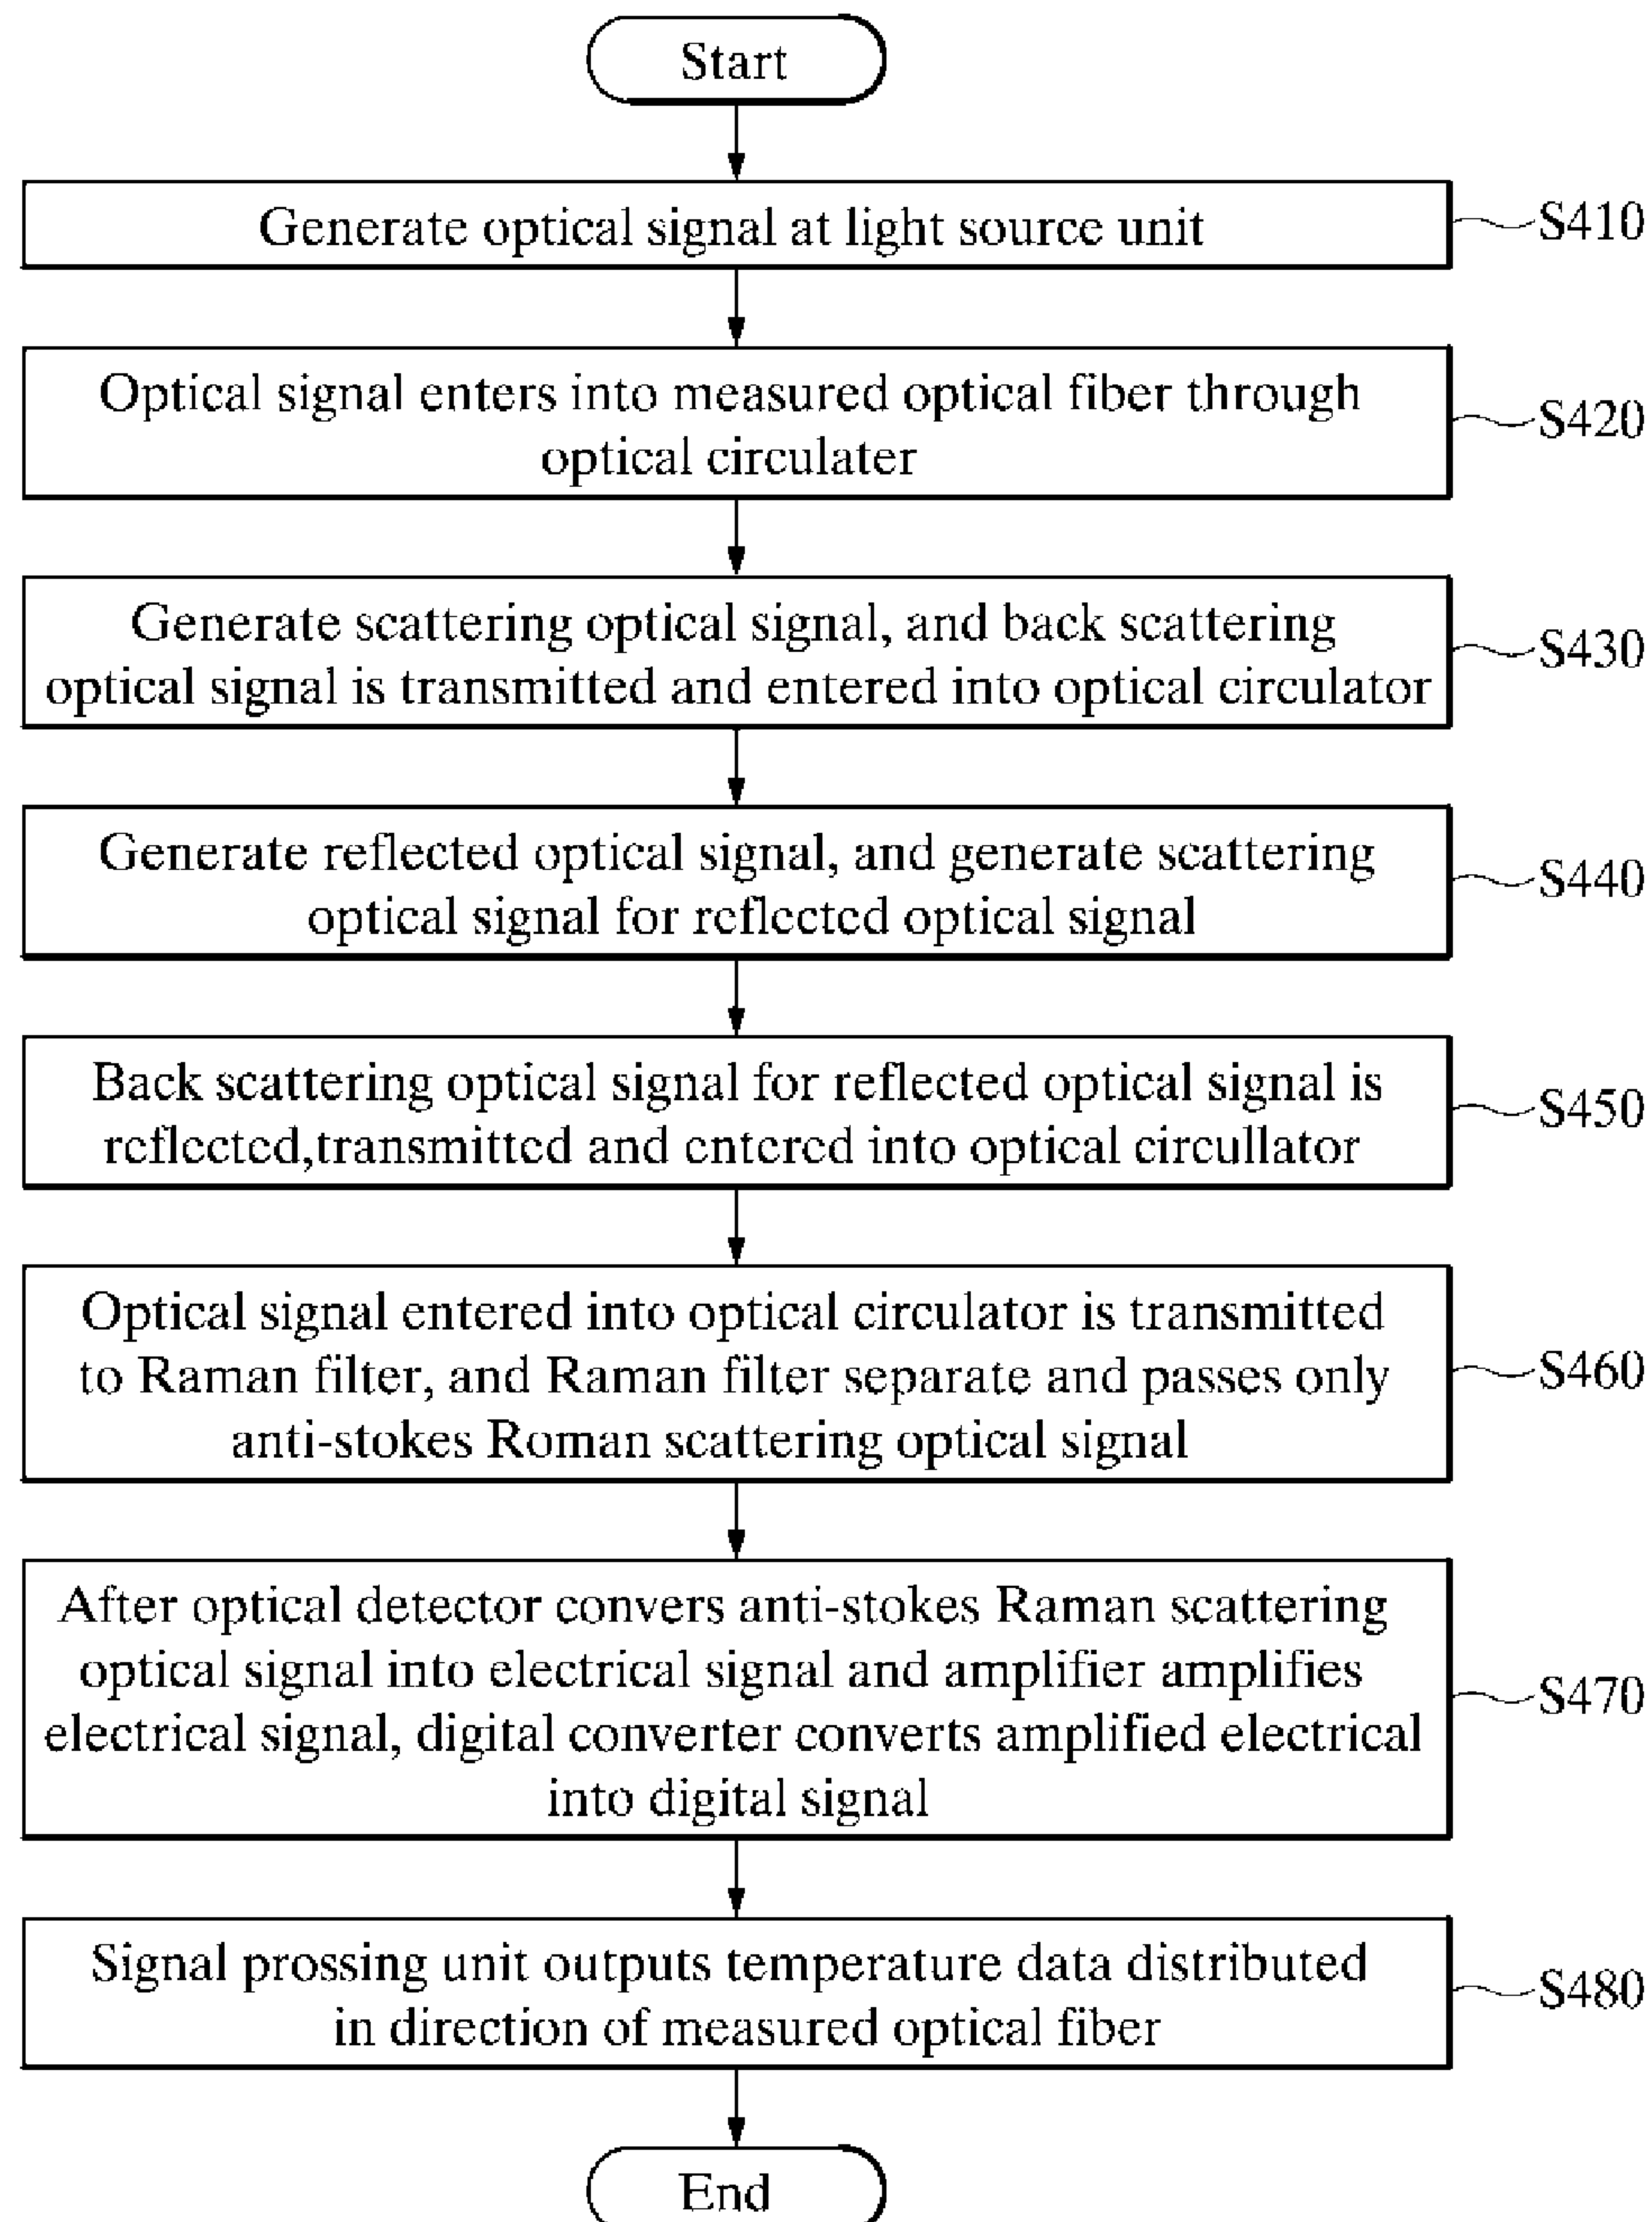 Start
Generate optical signal at light source unit
S410
Optical signal enters into measured optical fiber through
optical circulater
S420
Generate scattering optical signal, and back scattering
optical signal is transmitted and entered into optical circulator
S430
Generate reflected optical signal, and generate scattering
optical signal for reflected optical signal
S440
Back scattering optical signal for reflected optical signal is
reflected,transmitted and entered into optical circullator
S450
Optical signal entered into optical circulator is transmitted
to Raman filter, and Raman filter separate and passes only
anti-stokes Roman scattering optical signal
S460
After optical detector convers anti-stokes Raman scattering
optical signal into electrical signal and amplifier amplifies
electrical signal, digital converter converts amplified electrical
into digital signal
S470
Signal prossing unit outputs temperature data distributed
in direction of measured optical fiber
S480
End